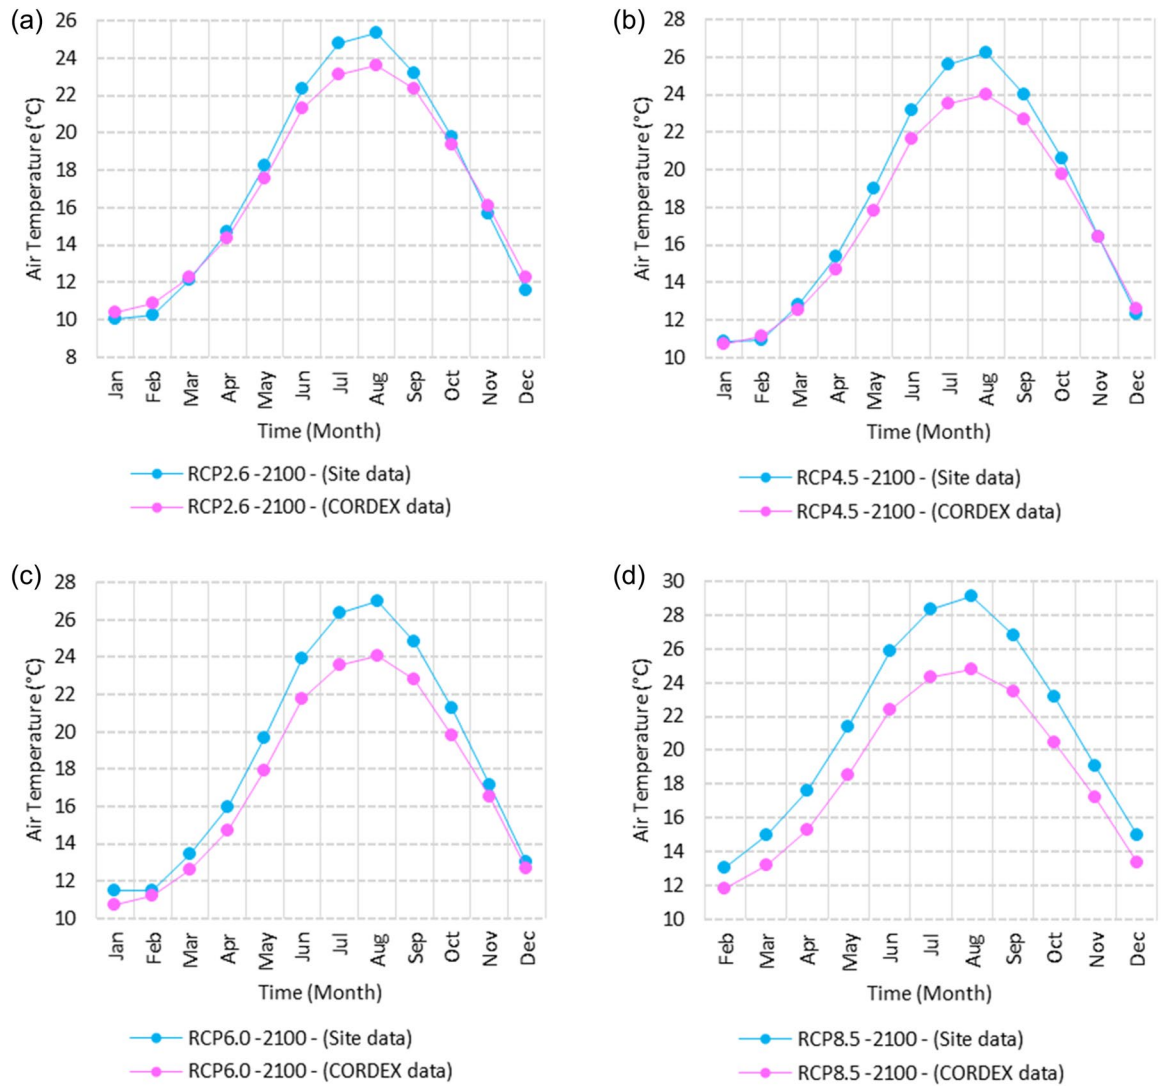 (a)
26
24
22
20
18
16
14
12
10
8
Air Temperature (°C)
Jan Feb Mar Apr May Jun Jul Aug Sep Oct Nov Dec
Time (Month)
RCP2.6 -2100 - (Site data)
RCP2.6 -2100 - (CORDEX data)
(b)
28
26
24
22
20
18
16
14
12
10
Air Temperature (°C)
Jan Feb Mar Apr May Jun Jul Aug Sep Oct Nov Dec
Time (Month)
RCP4.5 -2100 - (Site data)
RCP4.5 -2100 - (CORDEX data)
(c)
28
26
24
22
20
18
16
14
12
10
Air Temperature (°C)
Jan Feb Mar Apr May Jun Jul Aug Sep Oct Nov Dec
Time (Month)
RCP6.0 -2100 - (Site data)
RCP6.0 -2100 - (CORDEX data)
(d)
30
28
26
24
22
20
18
16
14
12
10
Air Temperature (°C)
Feb Mar Apr May Jun Jul Aug Sep Oct Nov Dec
Time (Month)
RCP8.5 -2100 - (Site data)
RCP8.5 -2100 - (CORDEX data)